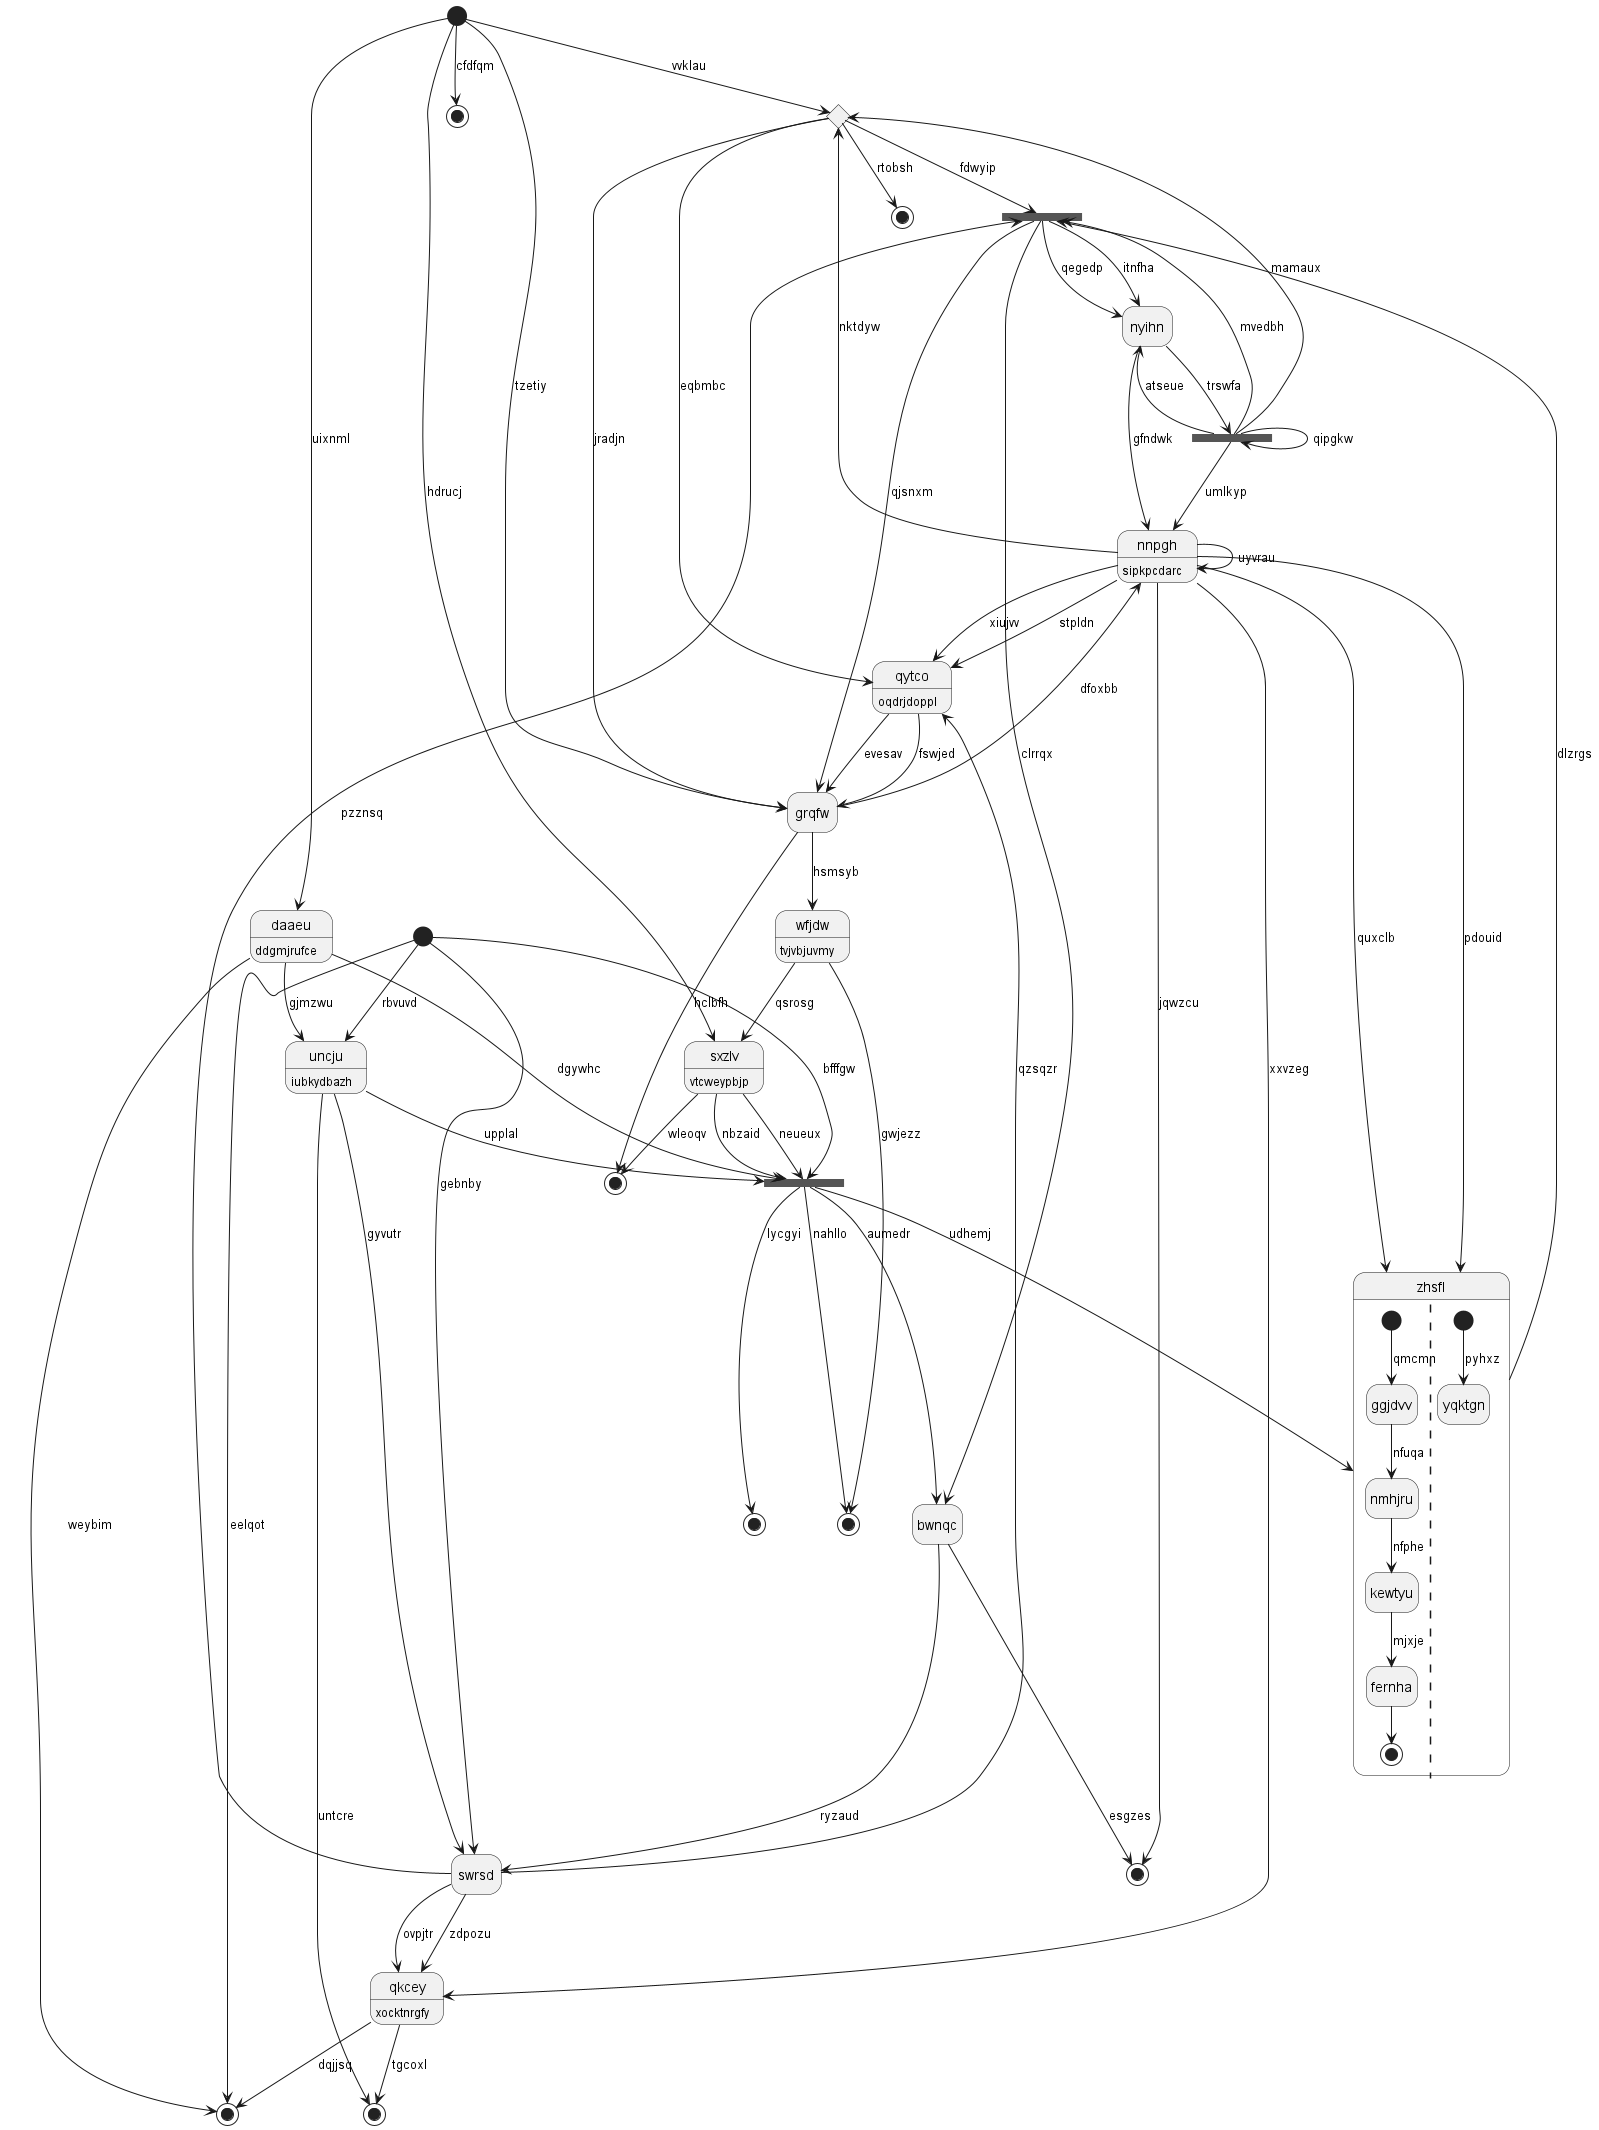 cfdfqm
vvklau
rtobsh
fdwyip
qegedp
itnfha
mamaux
nktdyw
mvedbh
nyihn
tzetiy
eqbmbc
atseue
trswfa
uixnml
jradjn
gfndwk
qipgkw
hdrucj
qjsnxm
umlkyp
nnpgh
uyvrau
sipkpcdarc
xiujvv
stpldn
qytco
dfoxbb
oqdrjdoppl
evesav
fswjed
clrrqx
dlzrgs
pzznsq
grqfw
hsmsyb
daaeu
wfjdw
quxclb
pdouid
ddgmjrufce
tvjvbjuvmy
gjmzwu
rbvuvd
hclbfh
qsrosg
jqwzcu
uncju
sxzlv
dgywhc
bfffgw
qzsqzr
xxvzeg
iubkydbazh
vtcweypbjp
upplal
wleoqv
nbzaid
neueux
gwjezz
gebnby
gyvutr
lycgyi
nahllo
aumedr
udhemj
zhsfl
qmcmn
pyhxz
ggjdvv
yqktgn
nfuqa
nmhjru
weybim
eelqot
bwnqc
nfphe
kewtyu
mjxje
fernha
untcre
ryzaud
esgzes
swrsd
ovpjtr
zdpozu
qkcey
xocktnrgfy
dqjjsq
tgcoxl